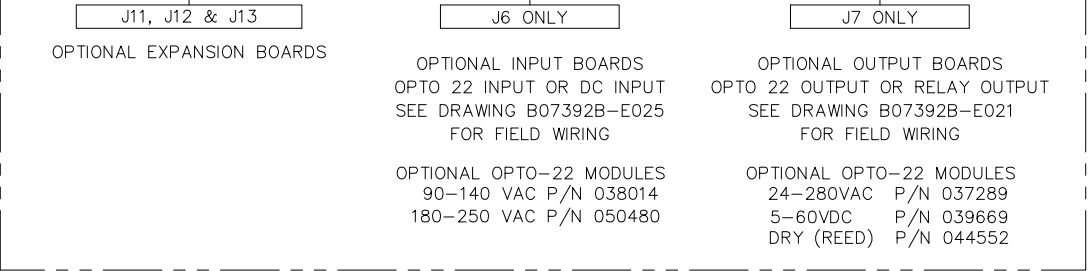 J11, J12 & J13
OPTIONAL EXPANSION BOARDS
J6 ONLY
OPTIONAL INPUT BOARDS
OPTO 22 INPUT OR DC INPUT
SEE DRAWING B07392B-E025
FOR FIELD WIRING
OPTIONAL OPTO-22 MODULES
90-140 VAC P/N 038014
180-250 VAC P/N 050480
J7 ONLY
OPTIONAL OUTPUT BOARDS
OPTO 22 OUTPUT OR RELAY OUTPUT
SEE DRAWING B07392B-E021
FOR FIELD WIRING
OPTIONAL OPTO-22 MODULES
24-280VAC P/N 037289
5-60VDC P/N 039669
DRY (REED) P/N 044552